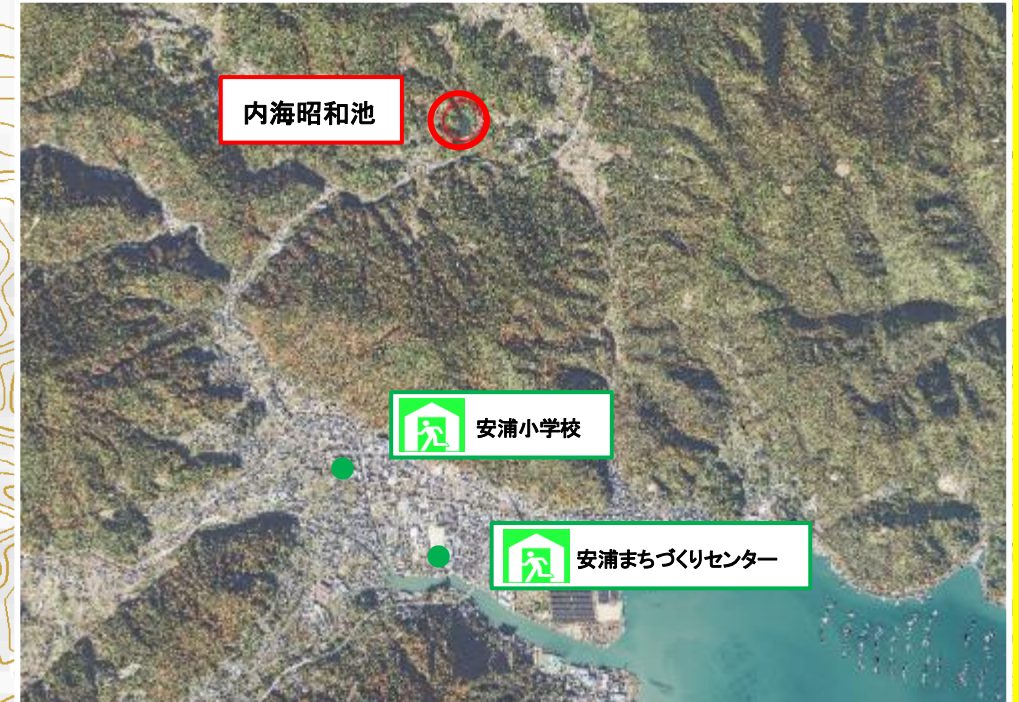 内海昭和池
安浦小学校
安浦まちづくりセンター